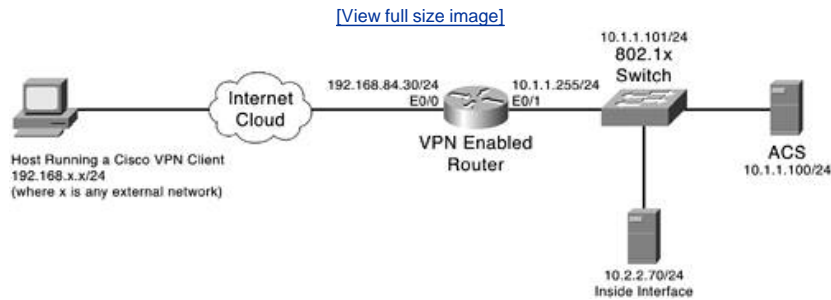 [View full size image]
10.1.1.101/24
802.1x
Switch
192.168.84.30/24
E0/0
10.1.1.255/24
E0/1
Internet
Cloud
VPN Enabled
Router
ACS
10.1.1.100/24
Host Running a Cisco VPN Client
192.168.x.x/24
(where x is any external network)
10.2.2.70/24
Inside Interface